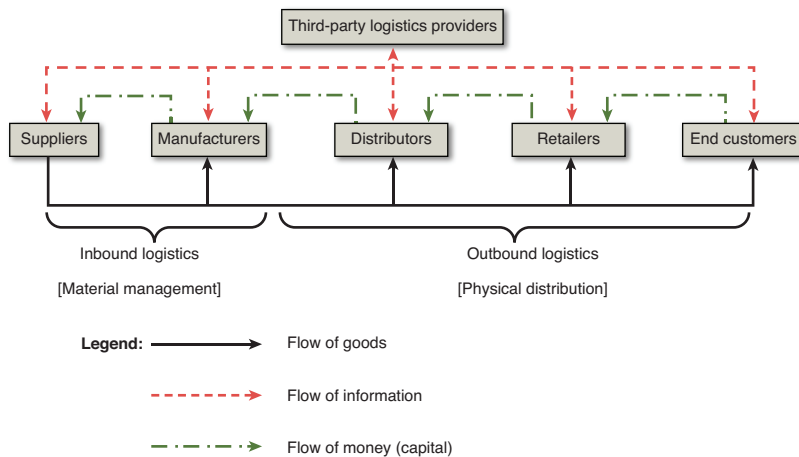 Third-party logistics providers
Suppliers
Manufacturers
Distributors
Retailers
End customers
Inbound logistics
Outbound logistics
[Material management]
[Physical distribution]
Legend:
Flow of goods
Flow of information
Flow of money (capital)